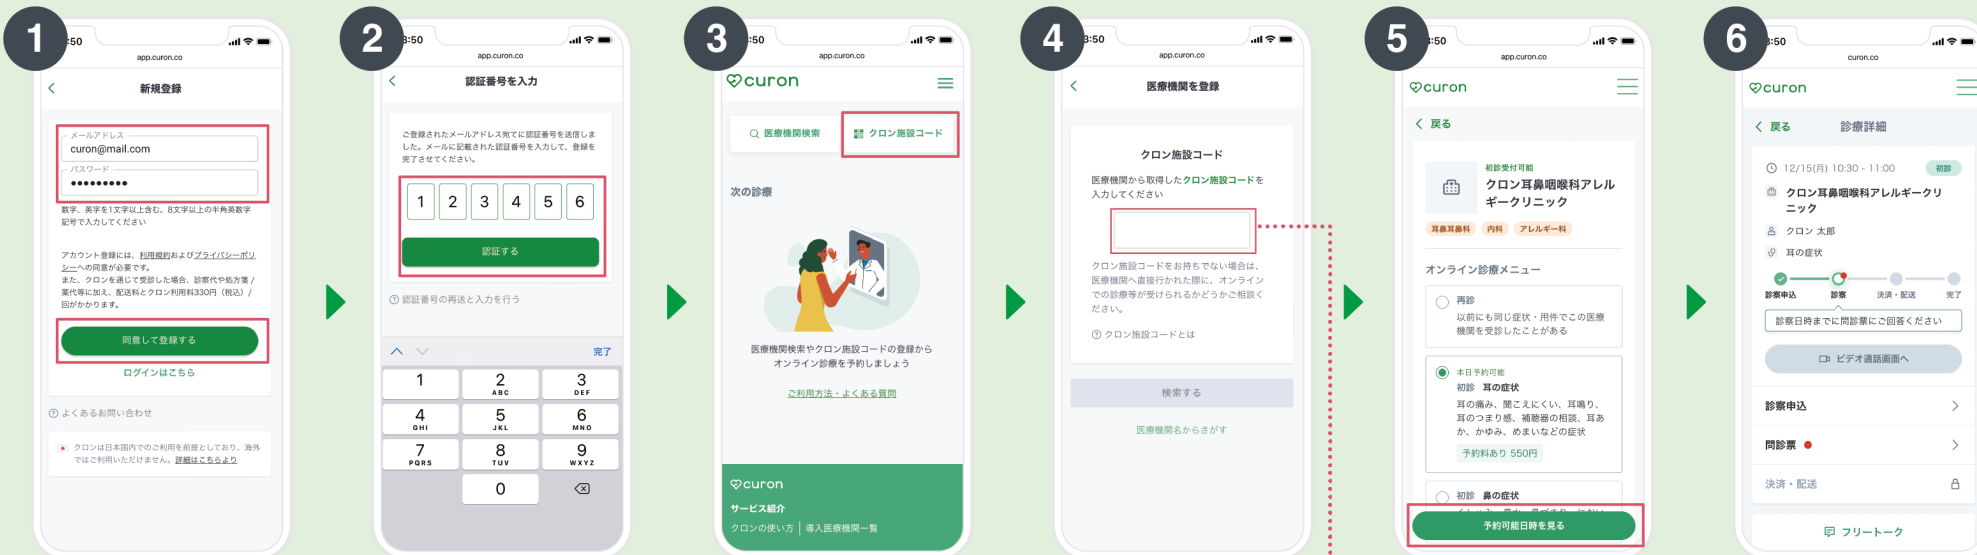 1
:50
app.curon.co
新規登録
メールアドレス
curon@mail.com
パスワード
数字、英字を1文字以上含む、8文字以上の半角英数字
記号で入力してください
アカウント登録には、利用規約およびプライバシーポリ
シーへの同意が必要です。
また、クロンを通じて受診した場合、診察代や処方箋 /
薬代等に加え、配送料とクロン利用料330円（税込）/
回がかかります。
同意して登録する
ログインはこちら
よくあるお問い合わせ
クロンは日本国内でのご利用を前提としており、海外
ではご利用いただけません。詳細はこちらより
2
3:50
app.curon.co
認証番号を入力
ご登録されたメールアドレス宛てに認証番号を送信しま
した。メールに記載された認証番号を入力して、登録を
完了させてください。
1 2 3 4 5 6
認証する
認証番号の再送と入力を行う
完了
1
2 ABC
3 DEF
4 GHI
5 JKL
6 MNO
7 PQRS
8 TUV
9 WXYZ
0
3
:50
app.curon.co
curon
医療機関検索
クロン施設コード
次の診療
医療機関検索やクロン施設コードの登録から
オンライン診療を予約しましょう
ご利用方法・よくある質問
curon
サービス紹介
クロンの使い方 | 導入医療機関一覧
4
3:50
app.curon.co
医療機関を登録
クロン施設コード
医療機関から取得したクロン施設コードを
入力してください
クロン施設コードをお持ちでない場合は、
医療機関へ直接行かれた際に、オンライン
での診療等が受けられるかどうかご相談く
ださい。
クロン施設コードとは
検索する
医療機関名からさがす
5
:50
app.curon.co
curon
戻る
初診受付可能
クロン耳鼻咽喉科アレル
ギークリニック
耳鼻耳鼻科 内科 アレルギー科
オンライン診療メニュー
再診
以前にも同じ症状・用件でこの医療
機関を受診したことがある
本日予約可能
初診 耳の症状
耳の痛み、聞こえにくい、耳鳴り、
耳のつまり感、補聴器の相談、耳あ
か、かゆみ、めまいなどの症状
予約料あり 550円
初診 鼻の症状
予約可能日時を見る
6
:50
curon.co
curon
戻る
診療詳細
12/15(月) 10:30 - 11:00 初診
クロン耳鼻咽喉科アレルギークリ
ニック
クロン 太郎
耳の症状
診察申込 診察 決済・配送 完了
診察日時までに問診票にご回答ください
ビデオ通話画面へ
診察申込
問診票
決済・配送
フリートーク